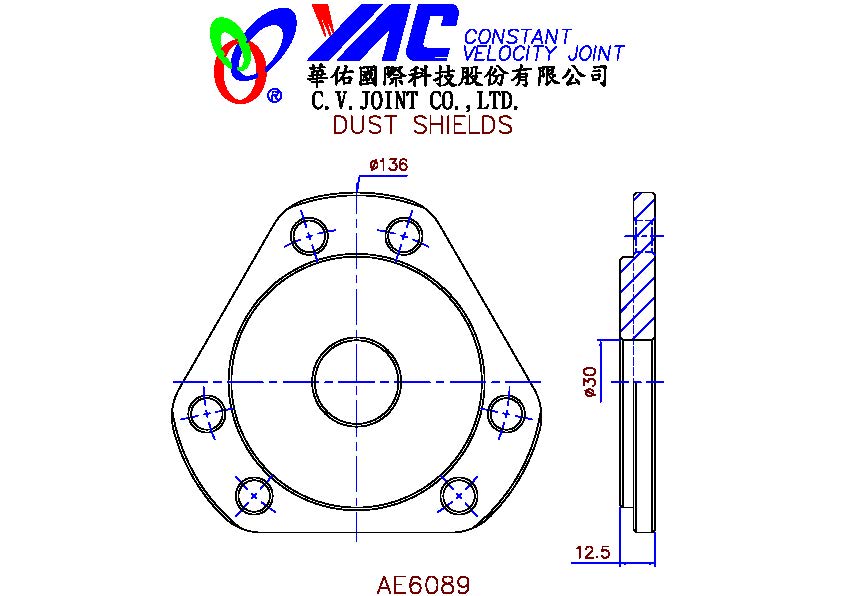 YAC CONSTANT
VELOCITY JOINT
®
華佑國際科技股份有限公司
C.V.JOINT CO.,LTD.
DUST SHIELDS
ø136
ø30
12.5
AE6089